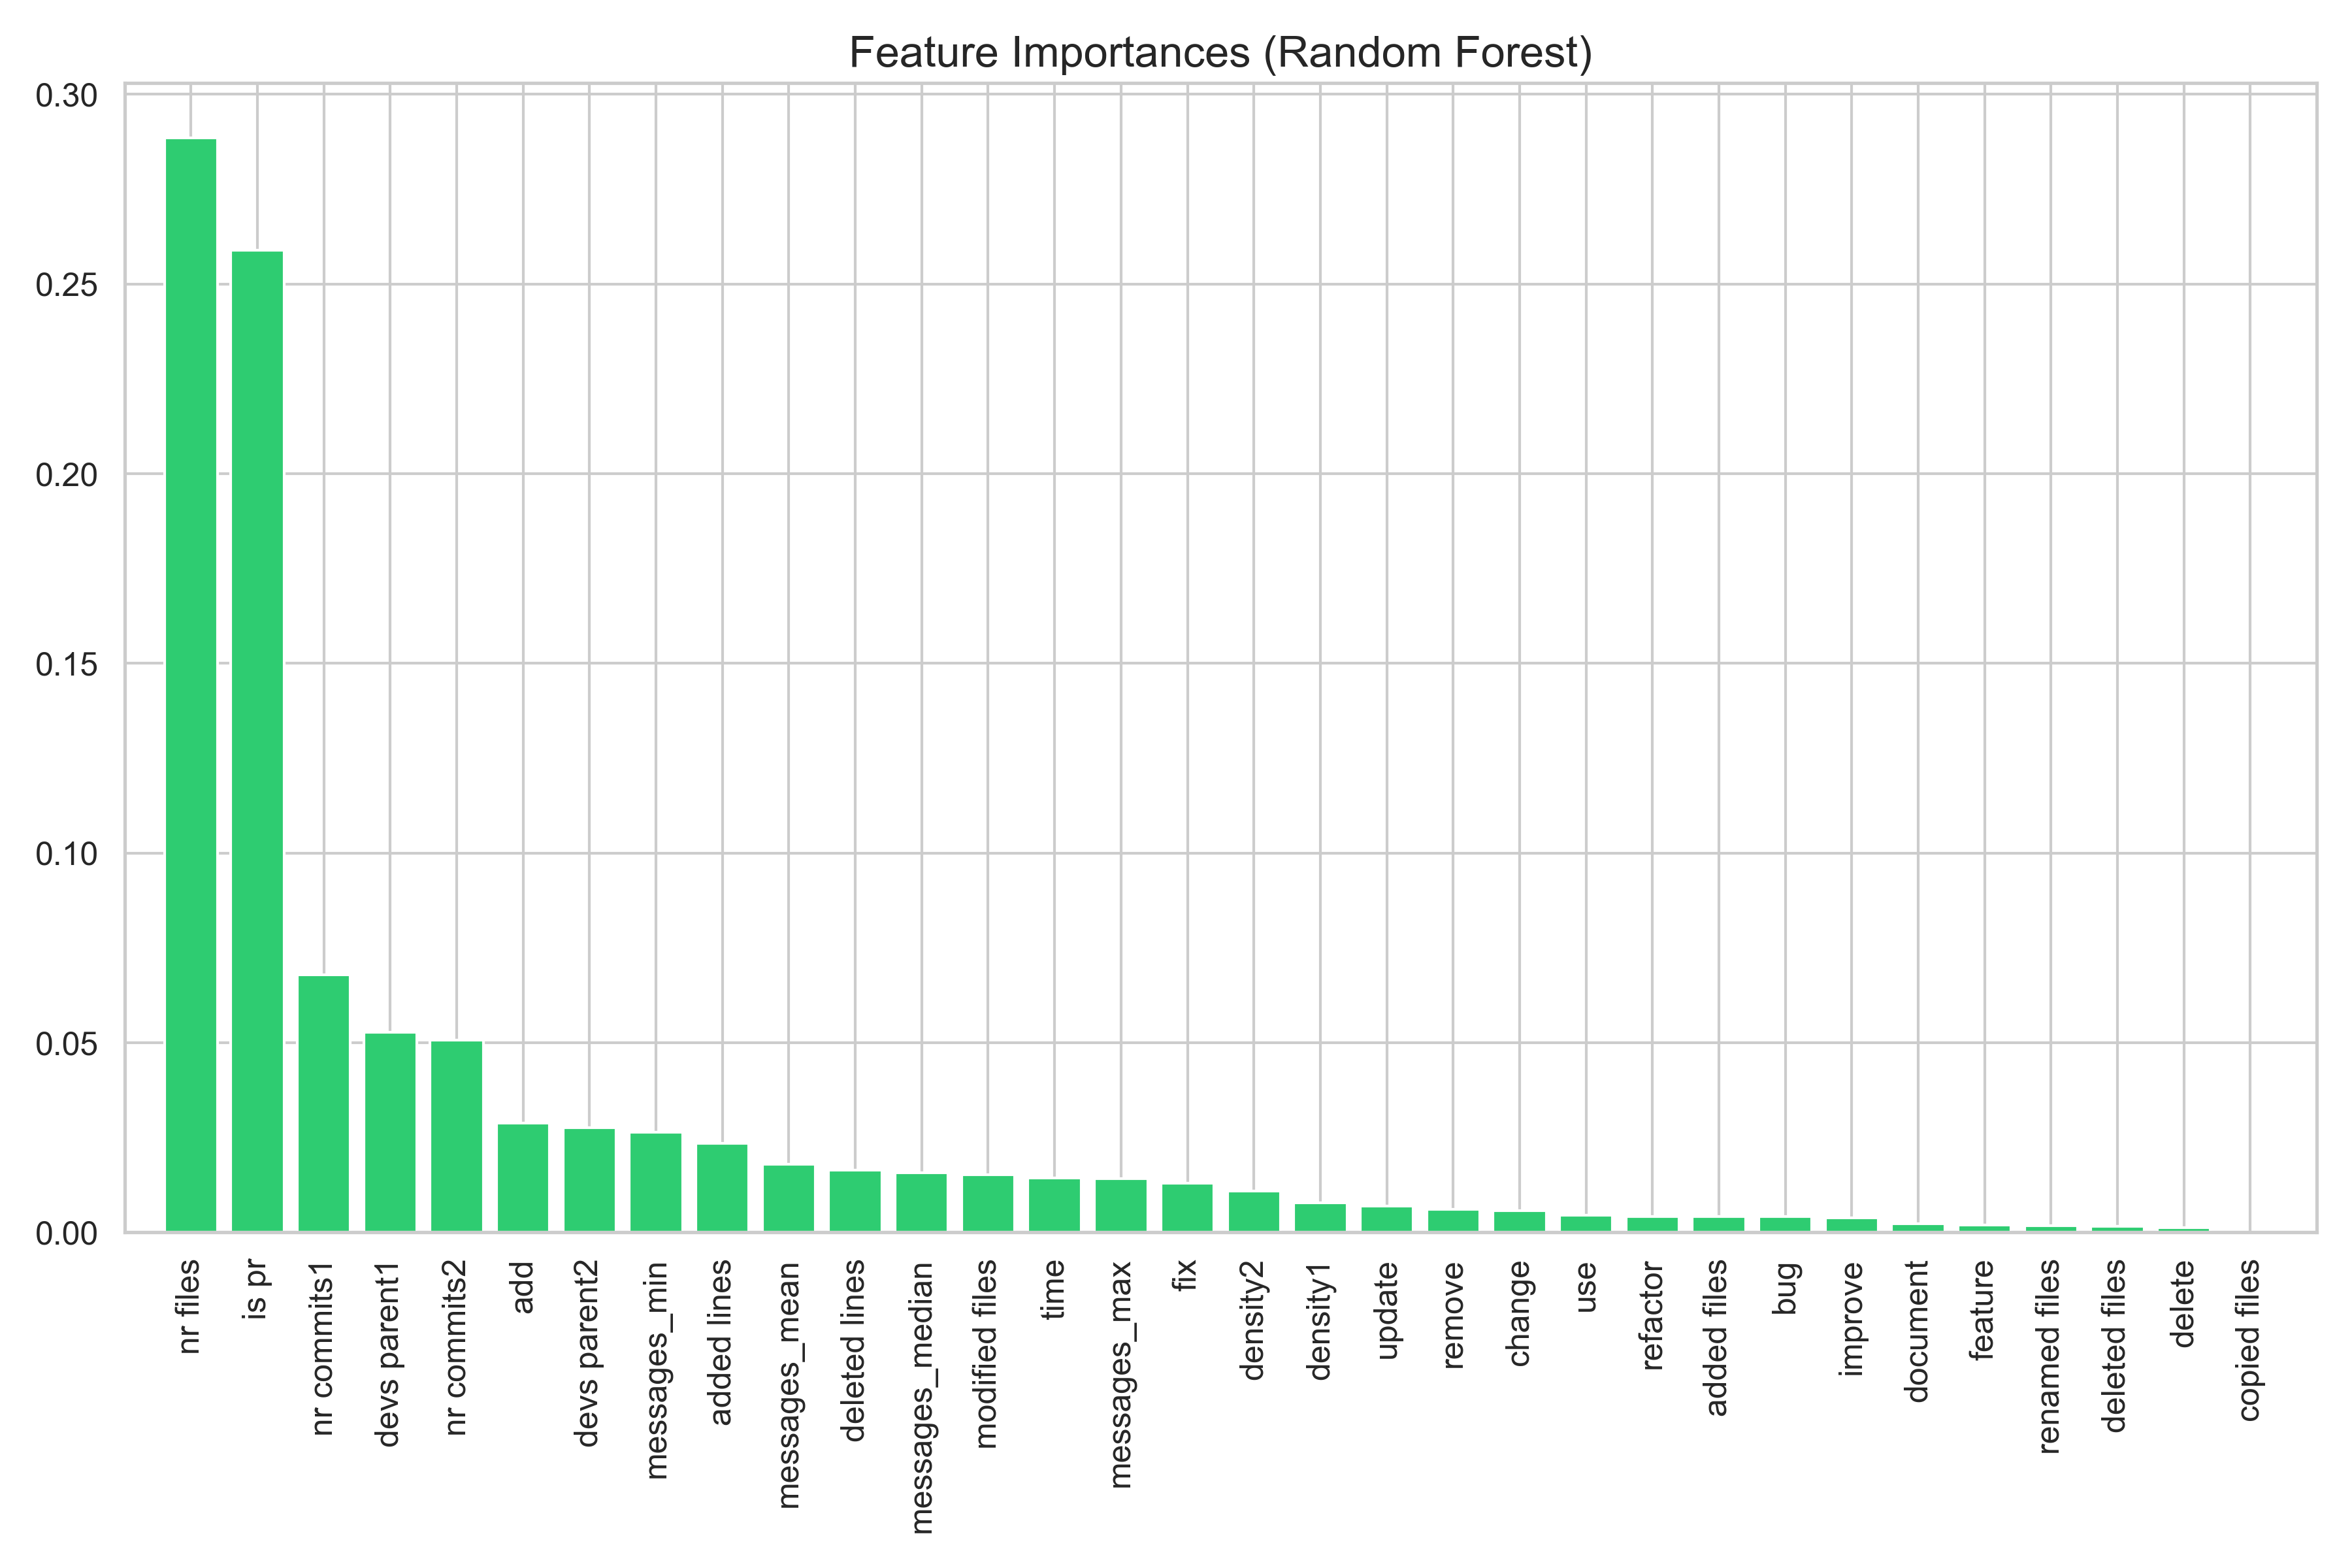 Feature Importances (Random Forest)
0.30
0.25
0.20
0.15
0.10
0.05
0.00
nr files
is pr
nr commits1
devs parent1
nr commits2
add
devs parent2
messages_min
added lines
messages_mean
deleted lines
messages_median
modified files
time
messages_max
fix
density2
density1
update
remove
change
use
refactor
added files
bug
improve
document
feature
renamed files
deleted files
delete
copied files